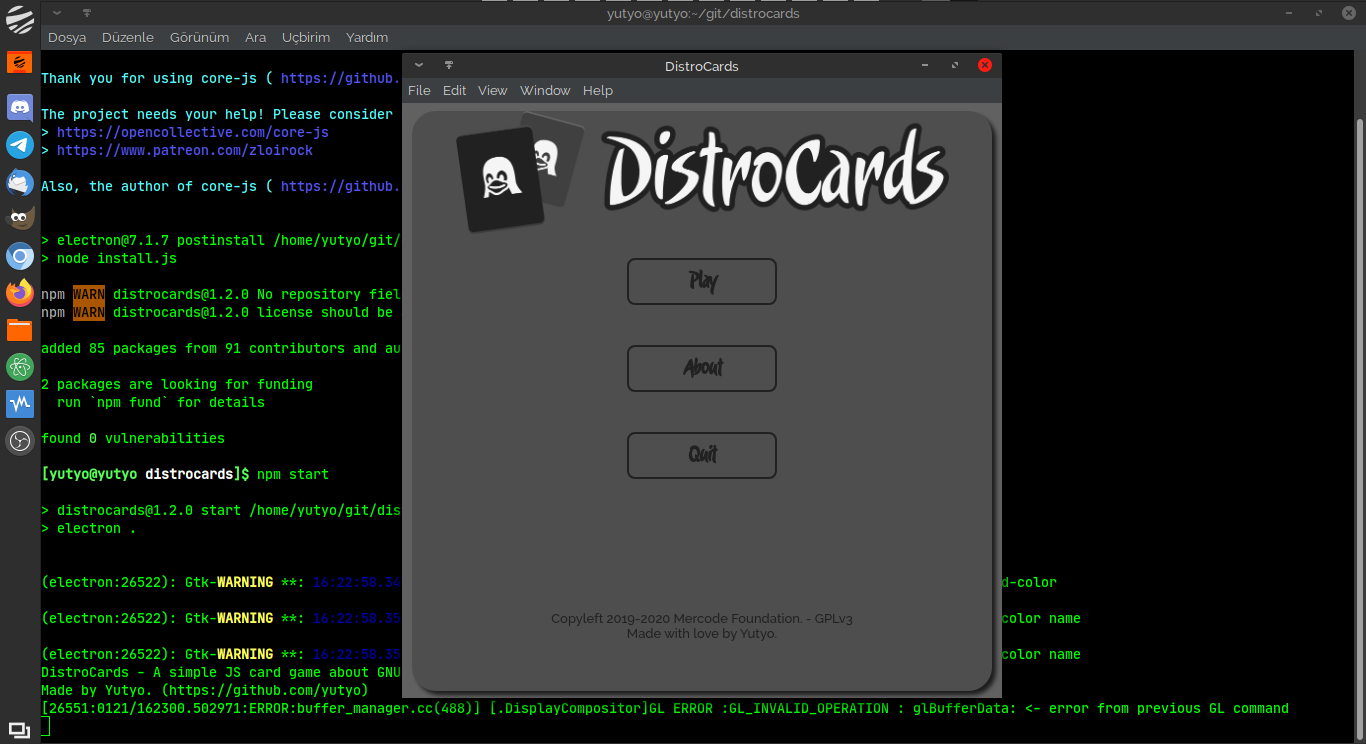 yutyo@yutyo:~/git/distrocards
Dosya Düzenle Görünüm Ara Uçbirim Yardım
Thank you for using core-js ( https://github.
The project needs your help! Please consider
> https://opencollective.com/core-js
> https://www.patreon.com/zloirock
Also, the author of core-js ( https://github.
> electron@7.1.7 postinstall /home/yutyo/git/
> node install.js
npm WARN distrocards@1.2.0 No repository fiel
npm WARN distrocards@1.2.0 license should be
added 85 packages from 91 contributors and au
2 packages are looking for funding
run `npm fund` for details
found 0 vulnerabilities
[yutyo@yutyo distrocards]$ npm start
> distrocards@1.2.0 start /home/yutyo/git/dis
> electron .
(electron:26522): Gtk-WARNING **: 16:22:58.34 d-color
(electron:26522): Gtk-WARNING **: 16:22:58.35 color name
(electron:26522): Gtk-WARNING **: 16:22:58.35 color name
DistroCards - A simple JS card game about GNU
Made by Yutyo. (https://github.com/yutyo)
[26551:0121/162300.502971:ERROR:buffer_manager.cc(488)] [.DisplayCompositor]GL ERROR :GL_INVALID_OPERATION : glBufferData: <- error from previous GL command
DistroCards
File Edit View Window Help
DistroCards
Play
About
Quit
Copyleft 2019-2020 Mercode Foundation. - GPLv3
Made with love by Yutyo.